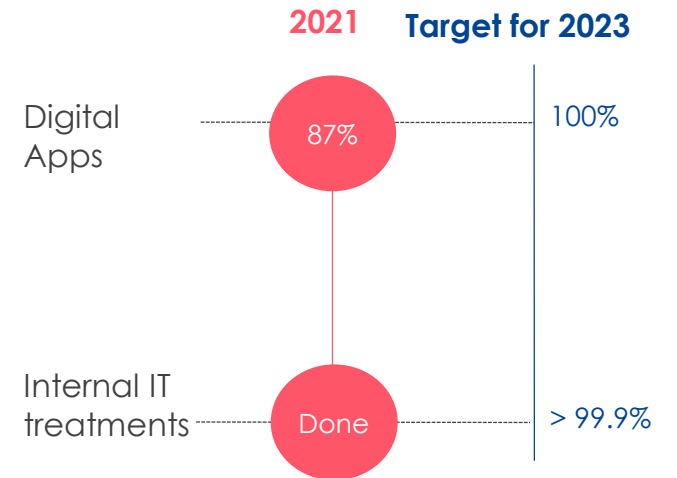 2021 Target for 2023
Digital
Apps
87%
100%
Internal IT
treatments
Done
> 99.9%